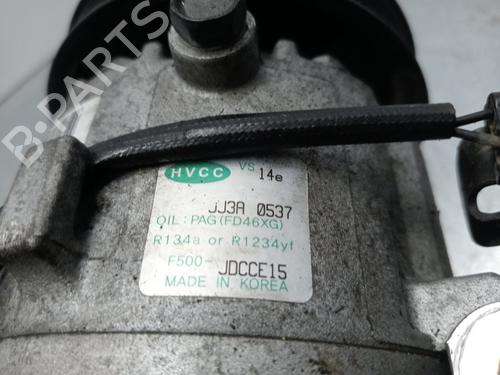 B-PARTS
HVCC
VS
14e
JJ3A 0537
OIL: PAG(FD46XG)
R134a or R1234yf
F500-JDCCE15
MADE IN KOREA